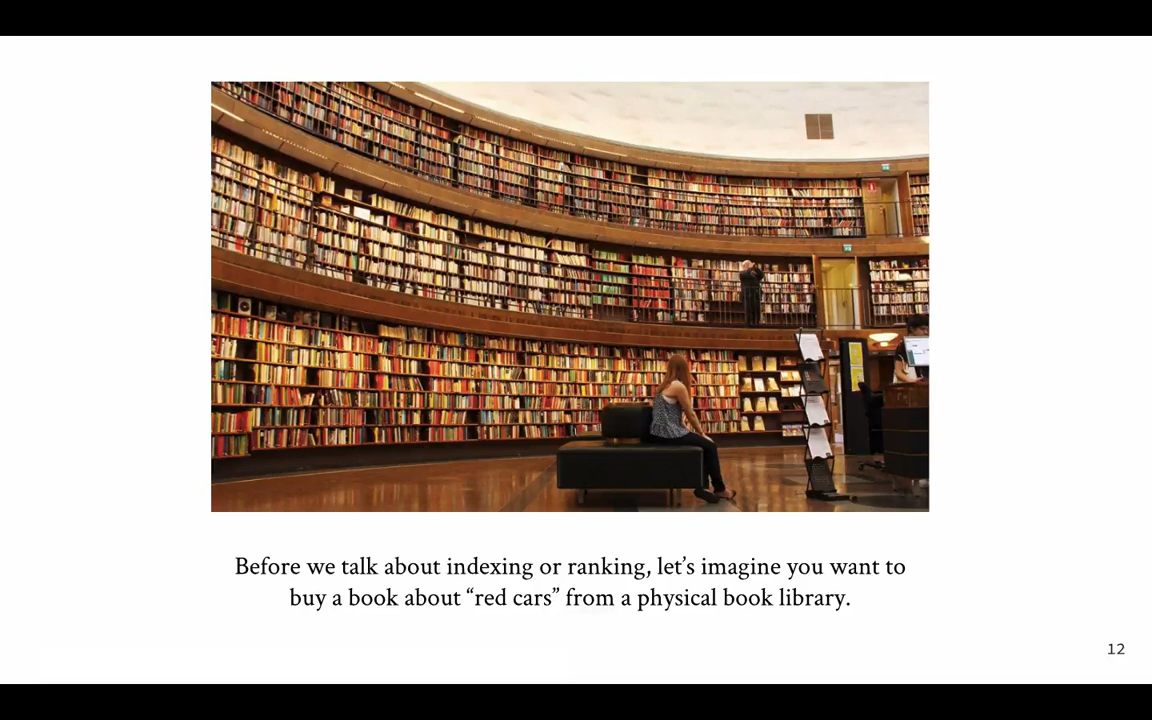 Before we talk about indexing or ranking, let’s imagine you want to
buy a book about “red cars” from a physical book library.
12